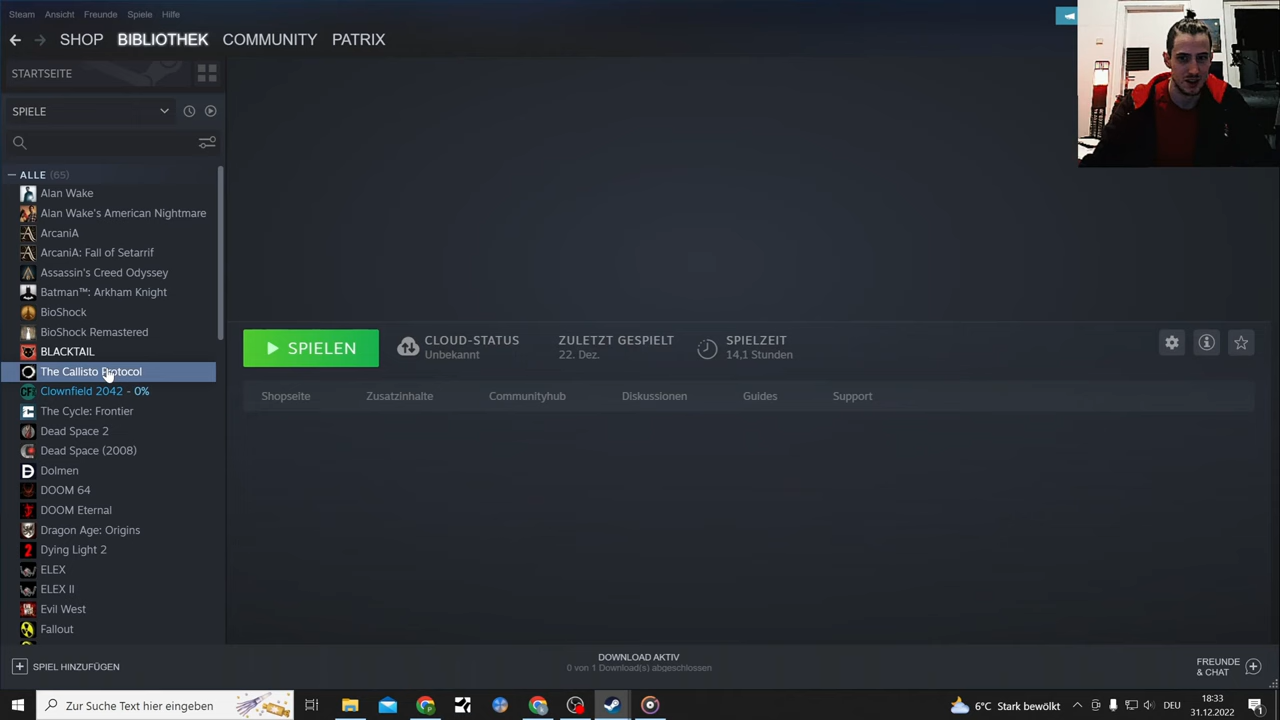 Steam Ansicht Freunde Spiele Hilfe
SHOP BIBLIOTHEK COMMUNITY PATRIX
STARTSEITE
SPIELE
ALLE (65)
Alan Wake
Alan Wake's American Nightmare
ArcaniA
ArcaniA: Fall of Setarrif
Assassin's Creed Odyssey
Batman™: Arkham Knight
BioShock
BioShock Remastered
BLACKTAIL
The Callisto Protocol
Clownfield 2042 - 0%
The Cycle: Frontier
Dead Space 2
Dead Space (2008)
Dolmen
DOOM 64
DOOM Eternal
Dragon Age: Origins
Dying Light 2
ELEX
ELEX II
Evil West
Fallout
SPIELEN
CLOUD-STATUS
Unbekannt
ZULETZT GESPIELT
22. Dez.
SPIELZEIT
14,1 Stunden
Shopseite Zusatzinhalte Communityhub Diskussionen Guides Support
SPIEL HINZUFÜGEN
DOWNLOAD AKTIV
0 von 1 Download(s) abgeschlossen
FREUNDE
& CHAT
Zur Suche Text hier eingeben
6°C Stark bewölkt
DEU
18:33
31.12.2022